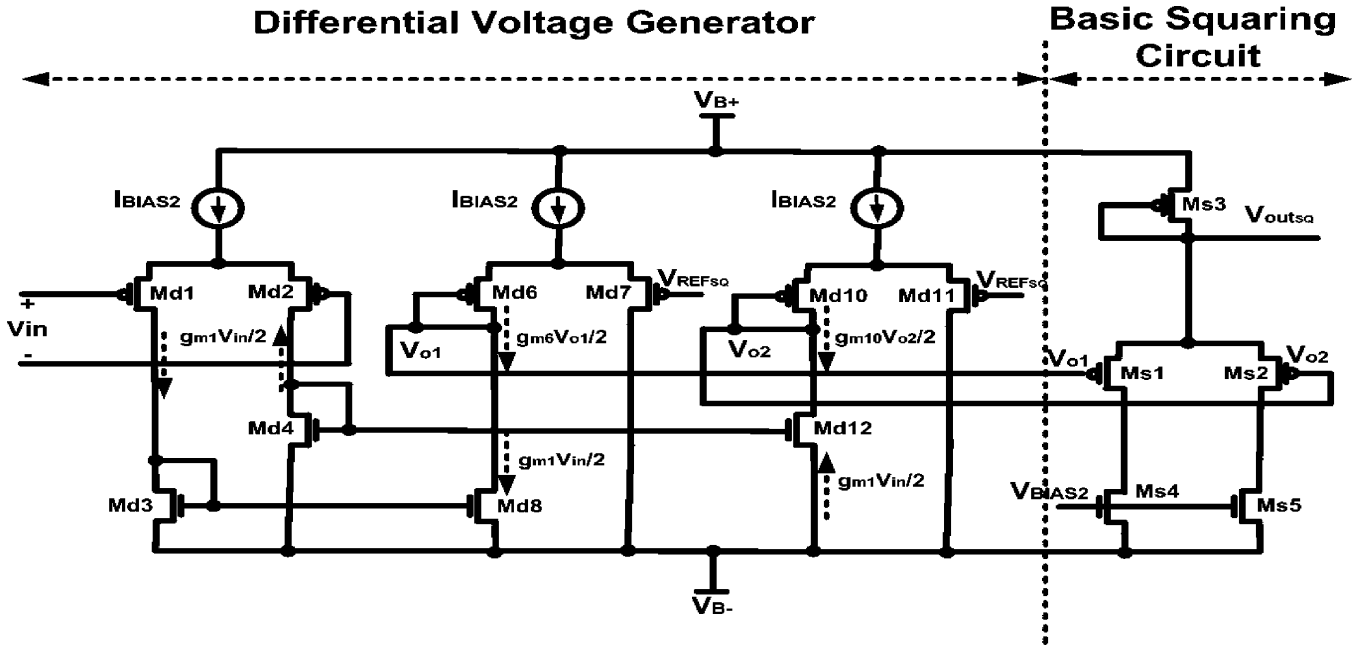 Differential Voltage Generator
Basic Squaring
Circuit
VB+
IBIAS2
IBIAS2
IBIAS2
Ms3
VoutSQ
Md1
Md2
Md6
Md7
VREFSQ
Md10
Md11
VREFSQ
+
Vin
-
gm1Vin/2
gm6Vo1/2
gm10Vo2/2
Vo1
Vo2
Vo1
Ms1
Ms2
Vo2
Md4
Md12
gm1Vin/2
gm1Vin/2
Md3
Md8
VBIAS2
Ms4
Ms5
VB-